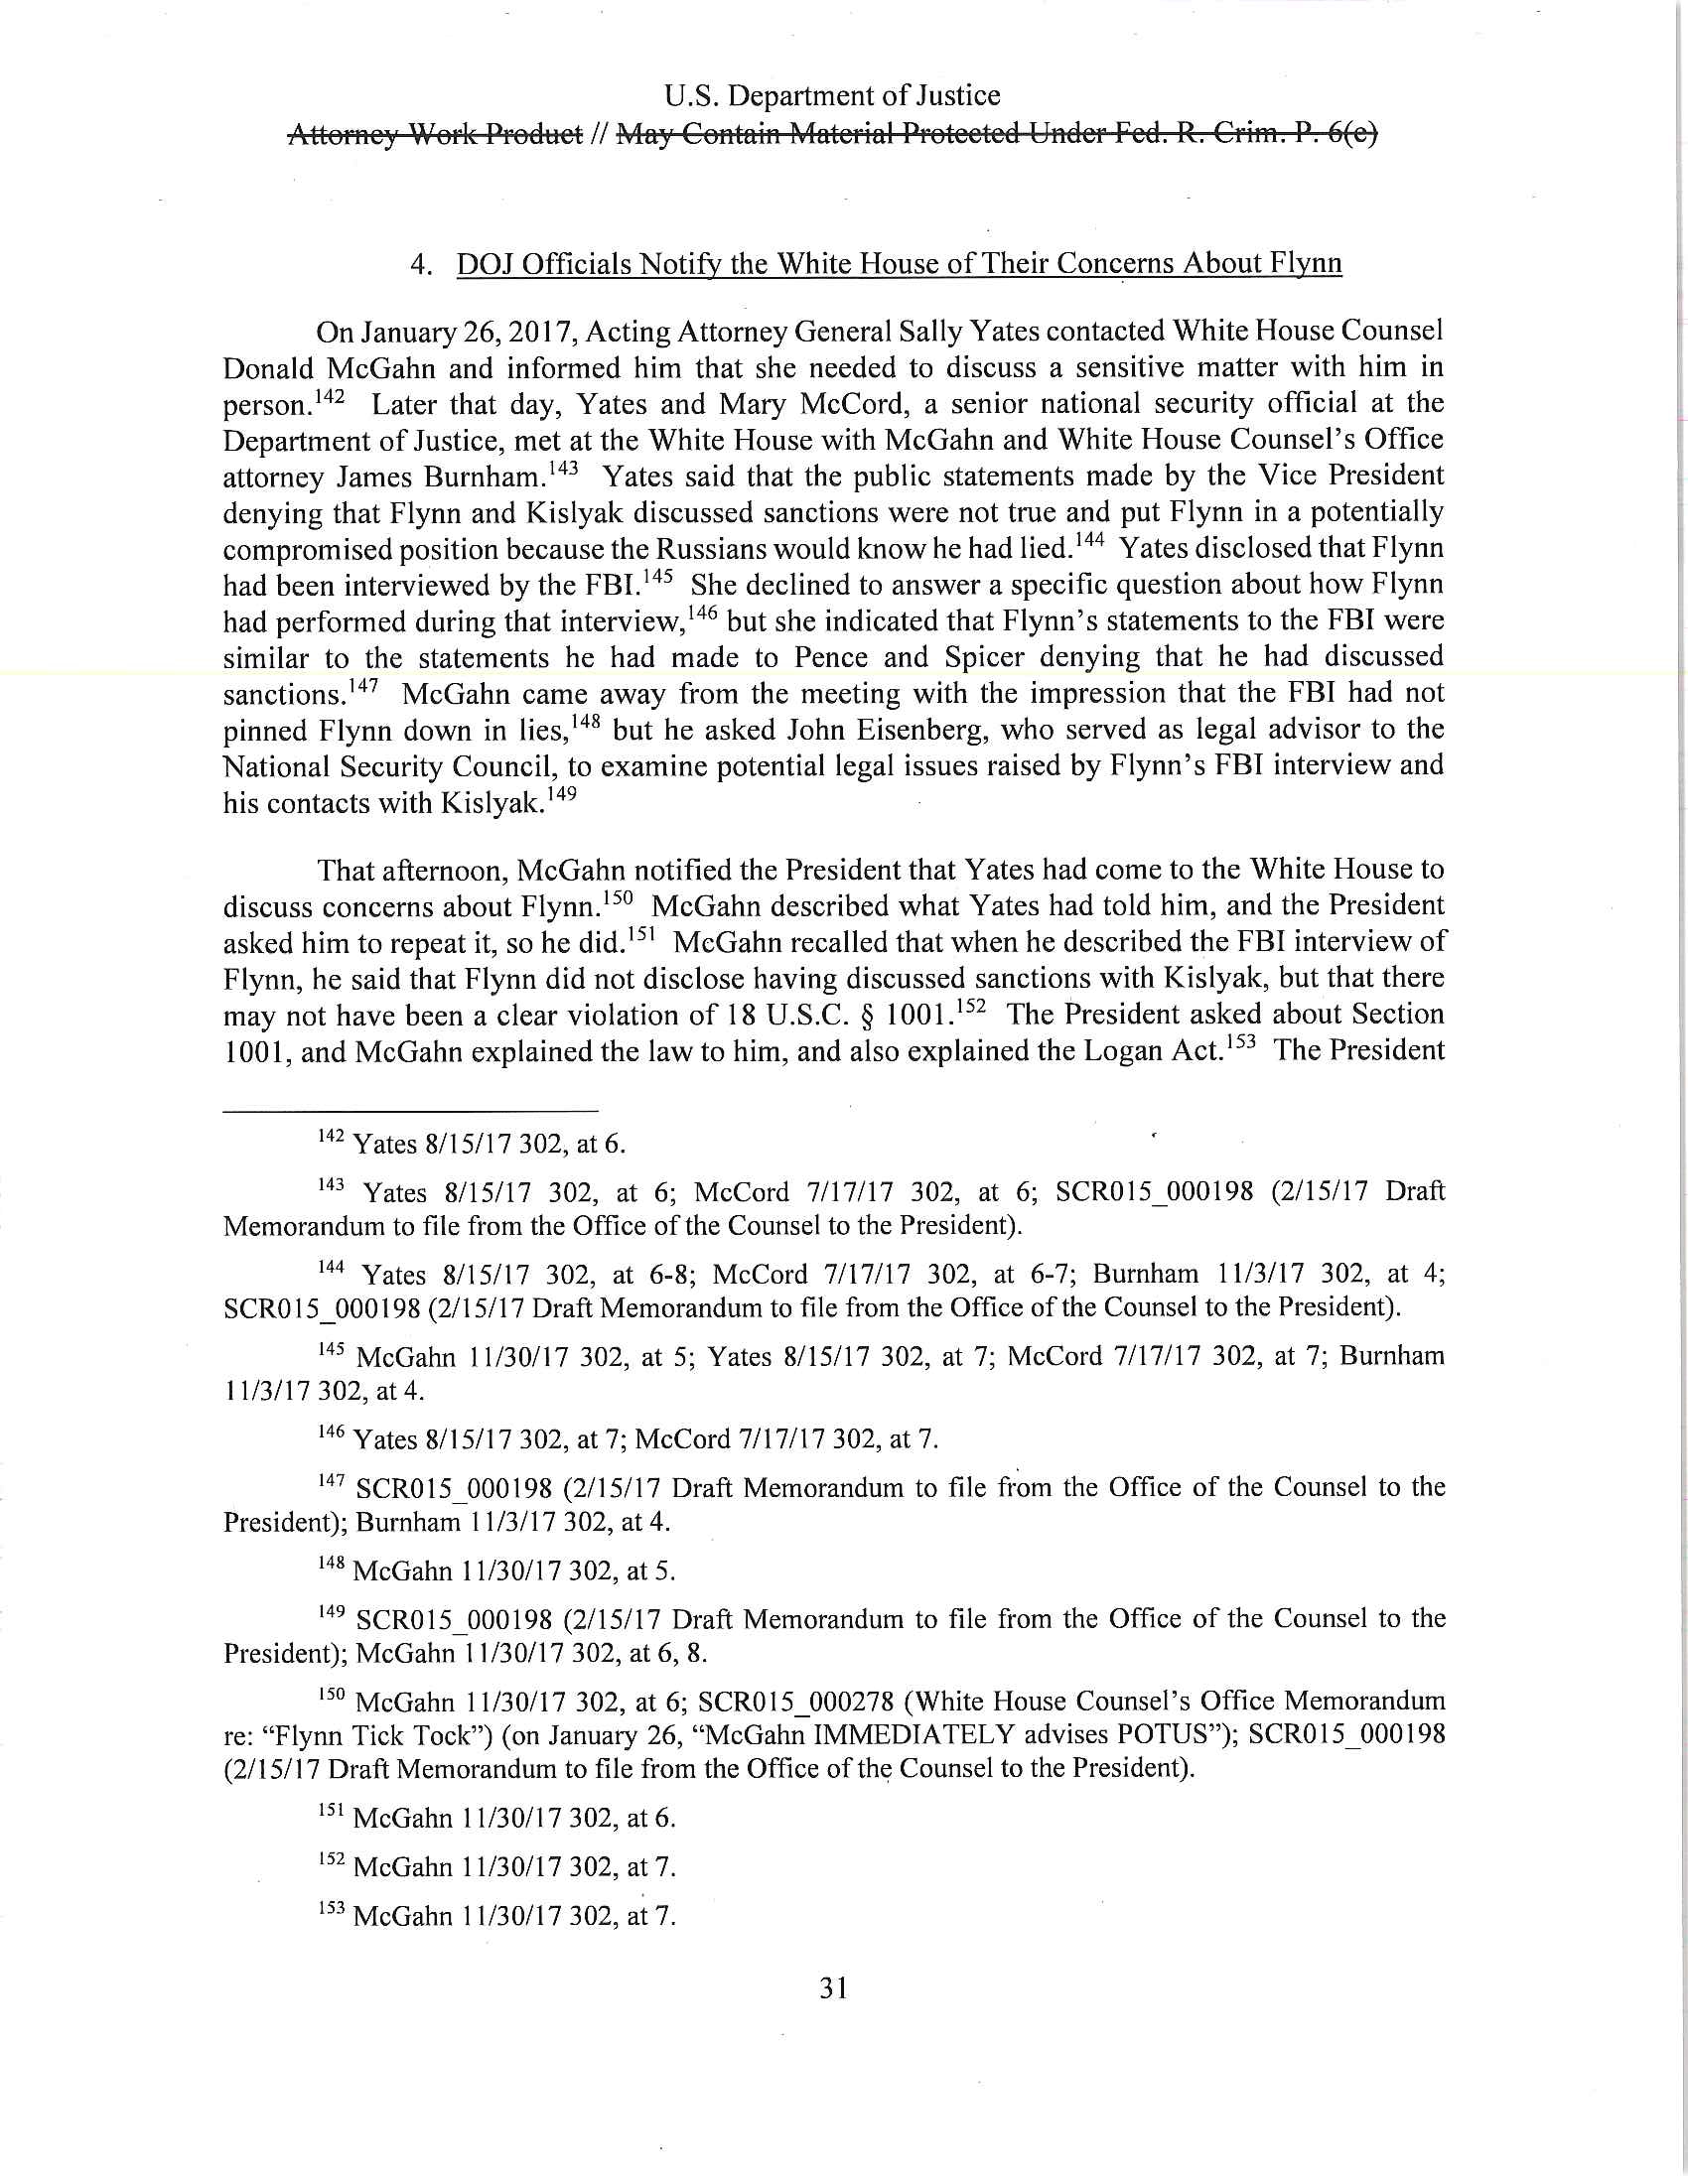 U.S. Department of Justice
Attorney Work Product // May Contain Material Protected Under Fed. R. Crim. P. 6(e)
4. DOJ Officials Notify the White House of Their Concerns About Flynn
On January 26, 2017, Acting Attorney General Sally Yates contacted White House Counsel
Donald McGahn and informed him that she needed to discuss a sensitive matter with him in
person.142 Later that day, Yates and Mary McCord, a senior national security official at the
Department of Justice, met at the White House with McGahn and White House Counsel's Office
attorney James Burnham.143 Yates said that the public statements made by the Vice President
denying that Flynn and Kislyak discussed sanctions were not true and put Flynn in a potentially
compromised position because the Russians would know he had lied.144 Yates disclosed that Flynn
had been interviewed by the FBI.145 She declined to answer a specific question about how Flynn
had performed during that interview,146 but she indicated that Flynn's statements to the FBI were
similar to the statements he had made to Pence and Spicer denying that he had discussed
sanctions.147 McGahn came away from the meeting with the impression that the FBI had not
pinned Flynn down in lies,148 but he asked John Eisenberg, who served as legal advisor to the
National Security Council, to examine potential legal issues raised by Flynn's FBI interview and
his contacts with Kislyak.149
That afternoon, McGahn notified the President that Yates had come to the White House to
discuss concerns about Flynn.150 McGahn described what Yates had told him, and the President
asked him to repeat it, so he did.151 McGahn recalled that when he described the FBI interview of
Flynn, he said that Flynn did not disclose having discussed sanctions with Kislyak, but that there
may not have been a clear violation of 18 U.S.C. § 1001.152 The President asked about Section
1001, and McGahn explained the law to him, and also explained the Logan Act.153 The President
142 Yates 8/15/17 302, at 6.
143 Yates 8/15/17 302, at 6; McCord 7/17/17 302, at 6; SCR015_000198 (2/15/17 Draft
Memorandum to file from the Office of the Counsel to the President).
144 Yates 8/15/17 302, at 6-8; McCord 7/17/17 302, at 6-7; Burnham 11/3/17 302, at 4;
SCR015_000198 (2/15/17 Draft Memorandum to file from the Office of the Counsel to the President).
145 McGahn 11/30/17 302, at 5; Yates 8/15/17 302, at 7; McCord 7/17/17 302, at 7; Burnham
11/3/17 302, at 4.
146 Yates 8/15/17 302, at 7; McCord 7/17/17 302, at 7.
147 SCR015_000198 (2/15/17 Draft Memorandum to file from the Office of the Counsel to the
President); Burnham 11/3/17 302, at 4.
148 McGahn 11/30/17 302, at 5.
149 SCR015_000198 (2/15/17 Draft Memorandum to file from the Office of the Counsel to the
President); McGahn 11/30/17 302, at 6, 8.
150 McGahn 11/30/17 302, at 6; SCR015_000278 (White House Counsel's Office Memorandum
re: "Flynn Tick Tock") (on January 26, "McGahn IMMEDIATELY advises POTUS"); SCR015_000198
(2/15/17 Draft Memorandum to file from the Office of the Counsel to the President).
151 McGahn 11/30/17 302, at 6.
152 McGahn 11/30/17 302, at 7.
153 McGahn 11/30/17 302, at 7.
31